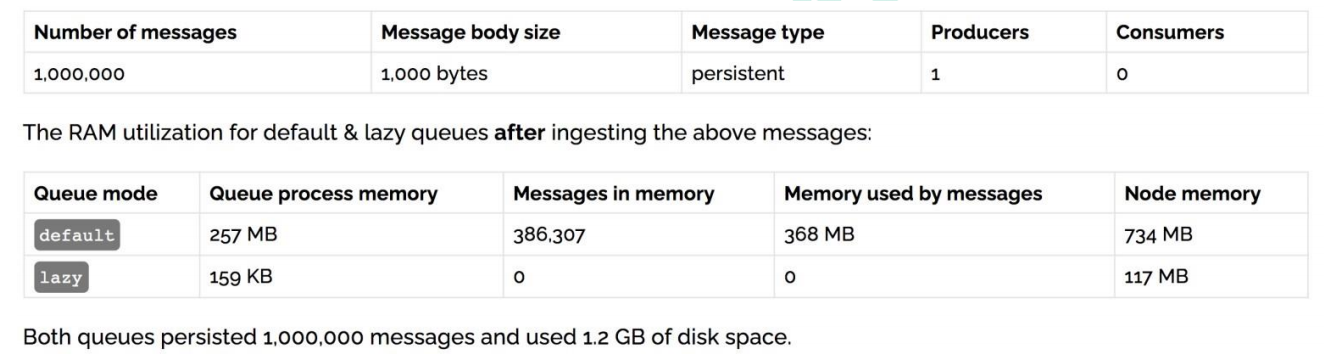 Number of messages Message body size Message type Producers Consumers
1,000,000 1,000 bytes persistent 1 0
The RAM utilization for default & lazy queues after ingesting the above messages:
Queue mode Queue process memory Messages in memory Memory used by messages Node memory
default 257 MB 386,307 368 MB 734 MB
lazy 159 KB 0 0 117 MB
Both queues persisted 1,000,000 messages and used 1.2 GB of disk space.